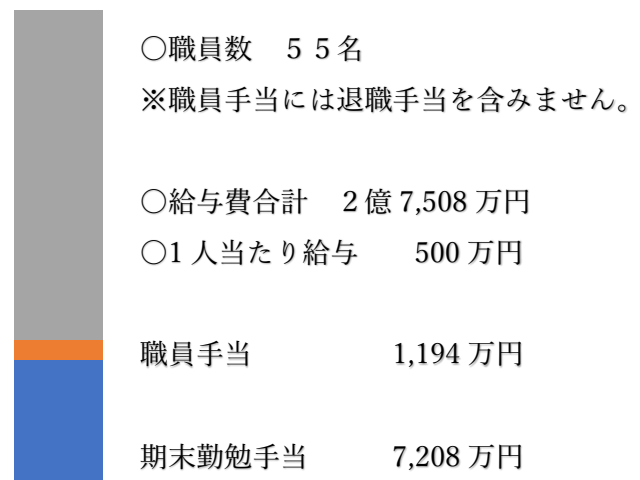 ○職員数　５５名
※職員手当には退職手当を含みません。
○給与費合計　２億 7,508 万円
○1 人当たり給与　　500 万円
職員手当　　　　　1,194 万円
期末勤勉手当　　　7,208 万円